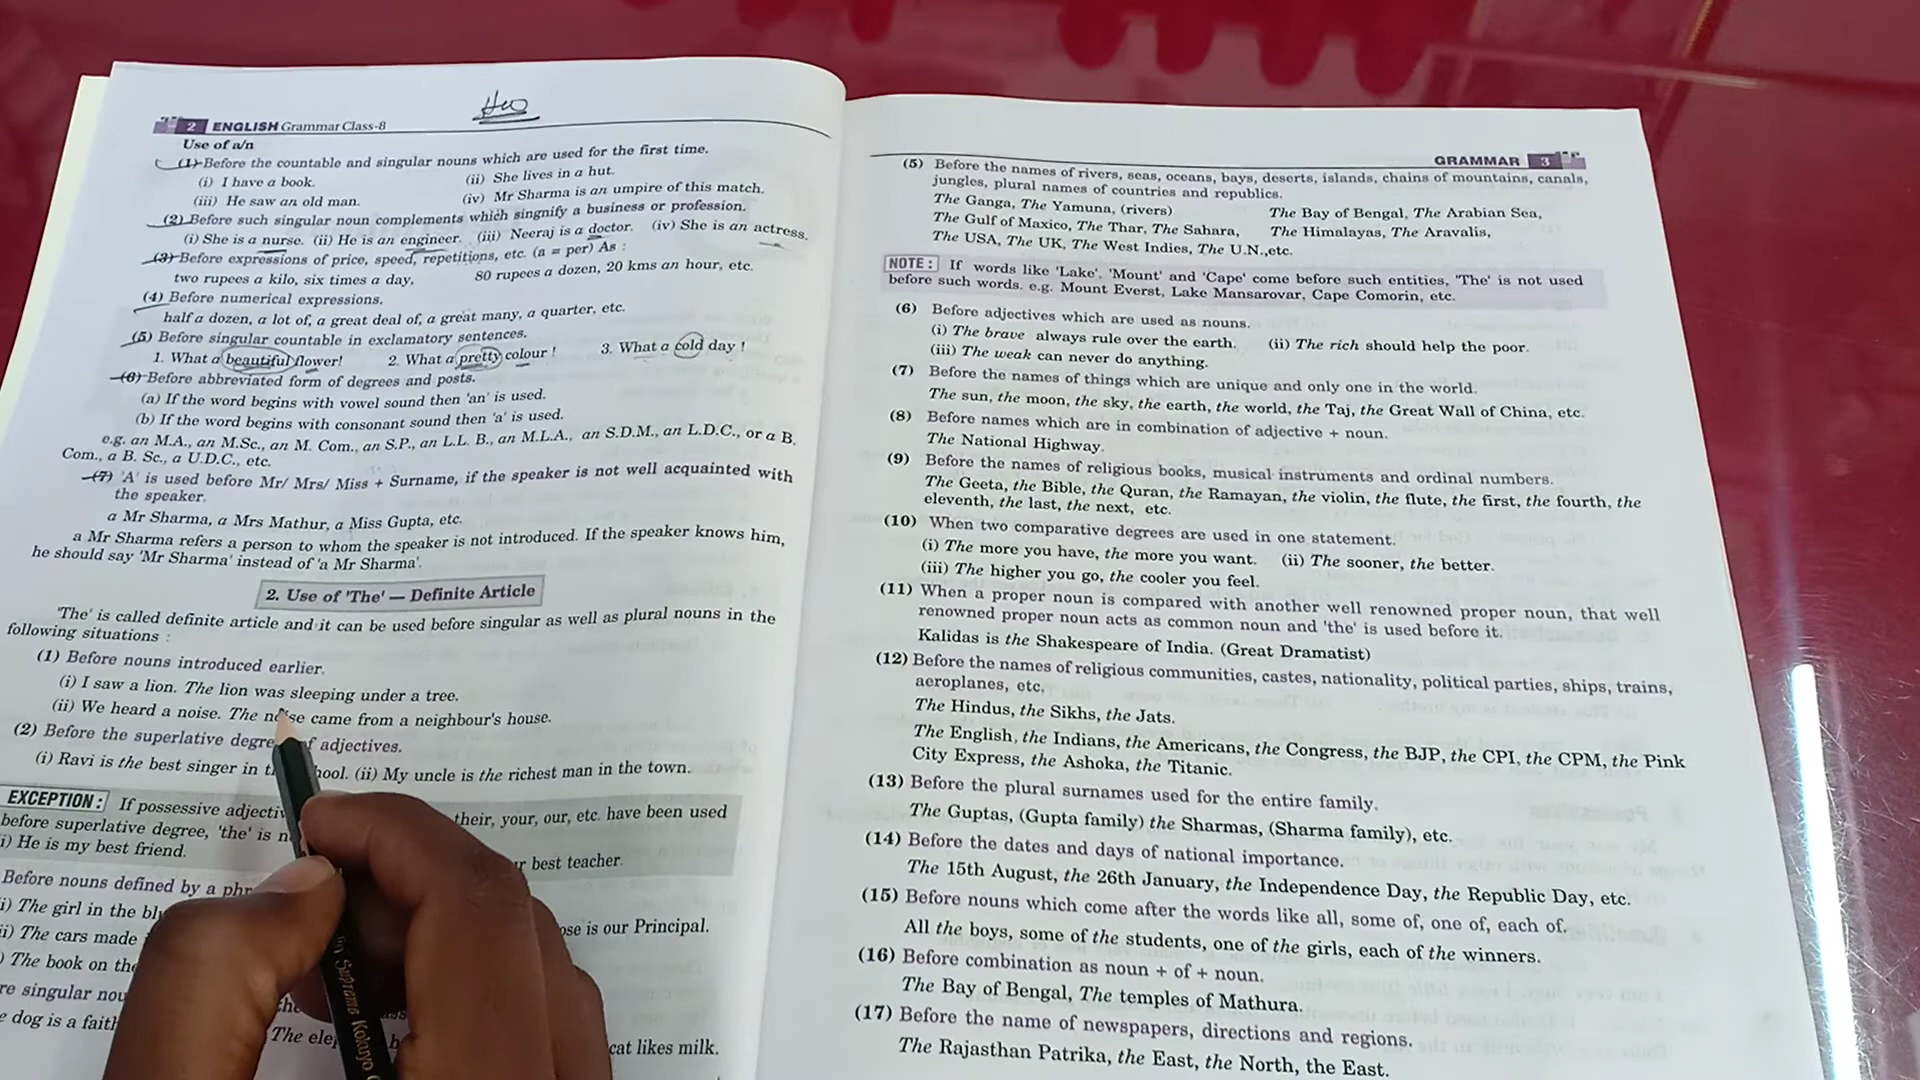 2 ENGLISH Grammar Class-8
Use of a/n
(1) Before the countable and singular nouns which are used for the first time.
(i) I have a book. (ii) She lives in a hut.
(iii) He saw an old man. (iv) Mr Sharma is an umpire of this match.
(2) Before such singular noun complements which singnify a business or profession.
(i) She is a nurse. (ii) He is an engineer. (iii) Neeraj is a doctor. (iv) She is an actress.
(3) Before expressions of price, speed, repetitions, etc. (a = per) As :
two rupees a kilo, six times a day, 80 rupees a dozen, 20 kms an hour, etc.
(4) Before numerical expressions.
half a dozen, a lot of, a great deal of, a great many, a quarter, etc.
(5) Before singular countable in exclamatory sentences.
1. What a beautiful flower! 2. What a pretty colour ! 3. What a cold day !
(6) Before abbreviated form of degrees and posts.
(a) If the word begins with vowel sound then 'an' is used.
(b) If the word begins with consonant sound then 'a' is used.
e.g. an M.A., an M.Sc., an M. Com., an S.P., an L.L. B., an M.L.A., an S.D.M., an L.D.C., or a B.
Com., a B. Sc., a U.D.C., etc.
(7) 'A' is used before Mr/ Mrs/ Miss + Surname, if the speaker is not well acquainted with
the speaker.
a Mr Sharma, a Mrs Mathur, a Miss Gupta, etc.
a Mr Sharma refers a person to whom the speaker is not introduced. If the speaker knows him,
he should say 'Mr Sharma' instead of 'a Mr Sharma'.
2. Use of 'The' — Definite Article
'The' is called definite article and it can be used before singular as well as plural nouns in the
following situations :
(1) Before nouns introduced earlier.
(i) I saw a lion. The lion was sleeping under a tree.
(ii) We heard a noise. The noise came from a neighbour's house.
(2) Before the superlative degree of adjectives.
(i) Ravi is the best singer in hool. (ii) My uncle is the richest man in the town.
EXCEPTION : If possessive adjecti their, your, our, etc. have been used
before superlative degree, 'the' is
i) He is my best friend. best teacher.
Before nouns defined by a phr
i) The girl in the bl is our Principal.
ii) The cars made
) The book on the
re singular nou
e dog is a faith The ele cat likes milk.
Supreme Kokuyo
GRAMMAR 3
(5) Before the names of rivers, seas, oceans, bays, deserts, islands, chains of mountains, canals,
jungles, plural names of countries and republics.
The Ganga, The Yamuna, (rivers) The Bay of Bengal, The Arabian Sea,
The Gulf of Maxico, The Thar, The Sahara, The Himalayas, The Aravalis,
The USA, The UK, The West Indies, The U.N.,etc.
NOTE : If words like 'Lake', 'Mount' and 'Cape' come before such entities, 'The' is not used
before such words. e.g. Mount Everst, Lake Mansarovar, Cape Comorin, etc.
(6) Before adjectives which are used as nouns.
(i) The brave always rule over the earth. (ii) The rich should help the poor.
(iii) The weak can never do anything.
(7) Before the names of things which are unique and only one in the world.
The sun, the moon, the sky, the earth, the world, the Taj, the Great Wall of China, etc.
(8) Before names which are in combination of adjective + noun.
The National Highway.
(9) Before the names of religious books, musical instruments and ordinal numbers.
The Geeta, the Bible, the Quran, the Ramayan, the violin, the flute, the first, the fourth, the
eleventh, the last, the next, etc.
(10) When two comparative degrees are used in one statement.
(i) The more you have, the more you want. (ii) The sooner, the better.
(iii) The higher you go, the cooler you feel.
(11) When a proper noun is compared with another well renowned proper noun, that well
renowned proper noun acts as common noun and 'the' is used before it.
Kalidas is the Shakespeare of India. (Great Dramatist)
(12) Before the names of religious communities, castes, nationality, political parties, ships, trains,
aeroplanes, etc.
The Hindus, the Sikhs, the Jats.
The English, the Indians, the Americans, the Congress, the BJP, the CPI, the CPM, the Pink
City Express, the Ashoka, the Titanic.
(13) Before the plural surnames used for the entire family.
The Guptas, (Gupta family) the Sharmas, (Sharma family), etc.
(14) Before the dates and days of national importance.
The 15th August, the 26th January, the Independence Day, the Republic Day, etc.
(15) Before nouns which come after the words like all, some of, one of, each of.
All the boys, some of the students, one of the girls, each of the winners.
(16) Before combination as noun + of + noun.
The Bay of Bengal, The temples of Mathura.
(17) Before the name of newspapers, directions and regions.
The Rajasthan Patrika, the East, the North, the East.